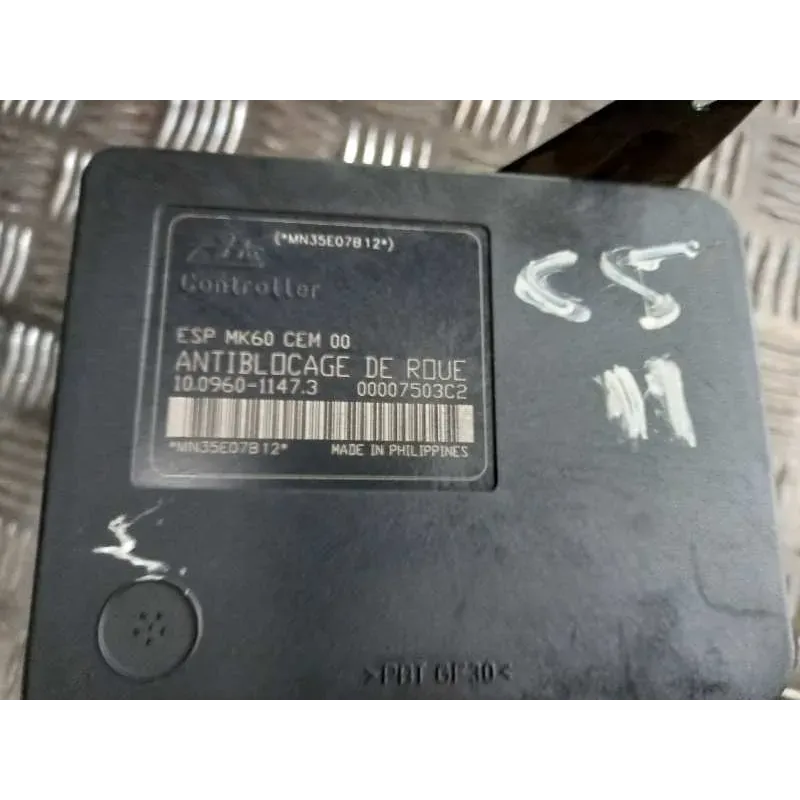 (*MN35E07B12*)
Controller
ESP MK60 CEM 00
ANTIBLOCAGE DE ROUE
10.0960-1147.3 00007503C2
*MN35E07B12*
MADE IN PHILIPPINES
C5
11
>PBT GF30<